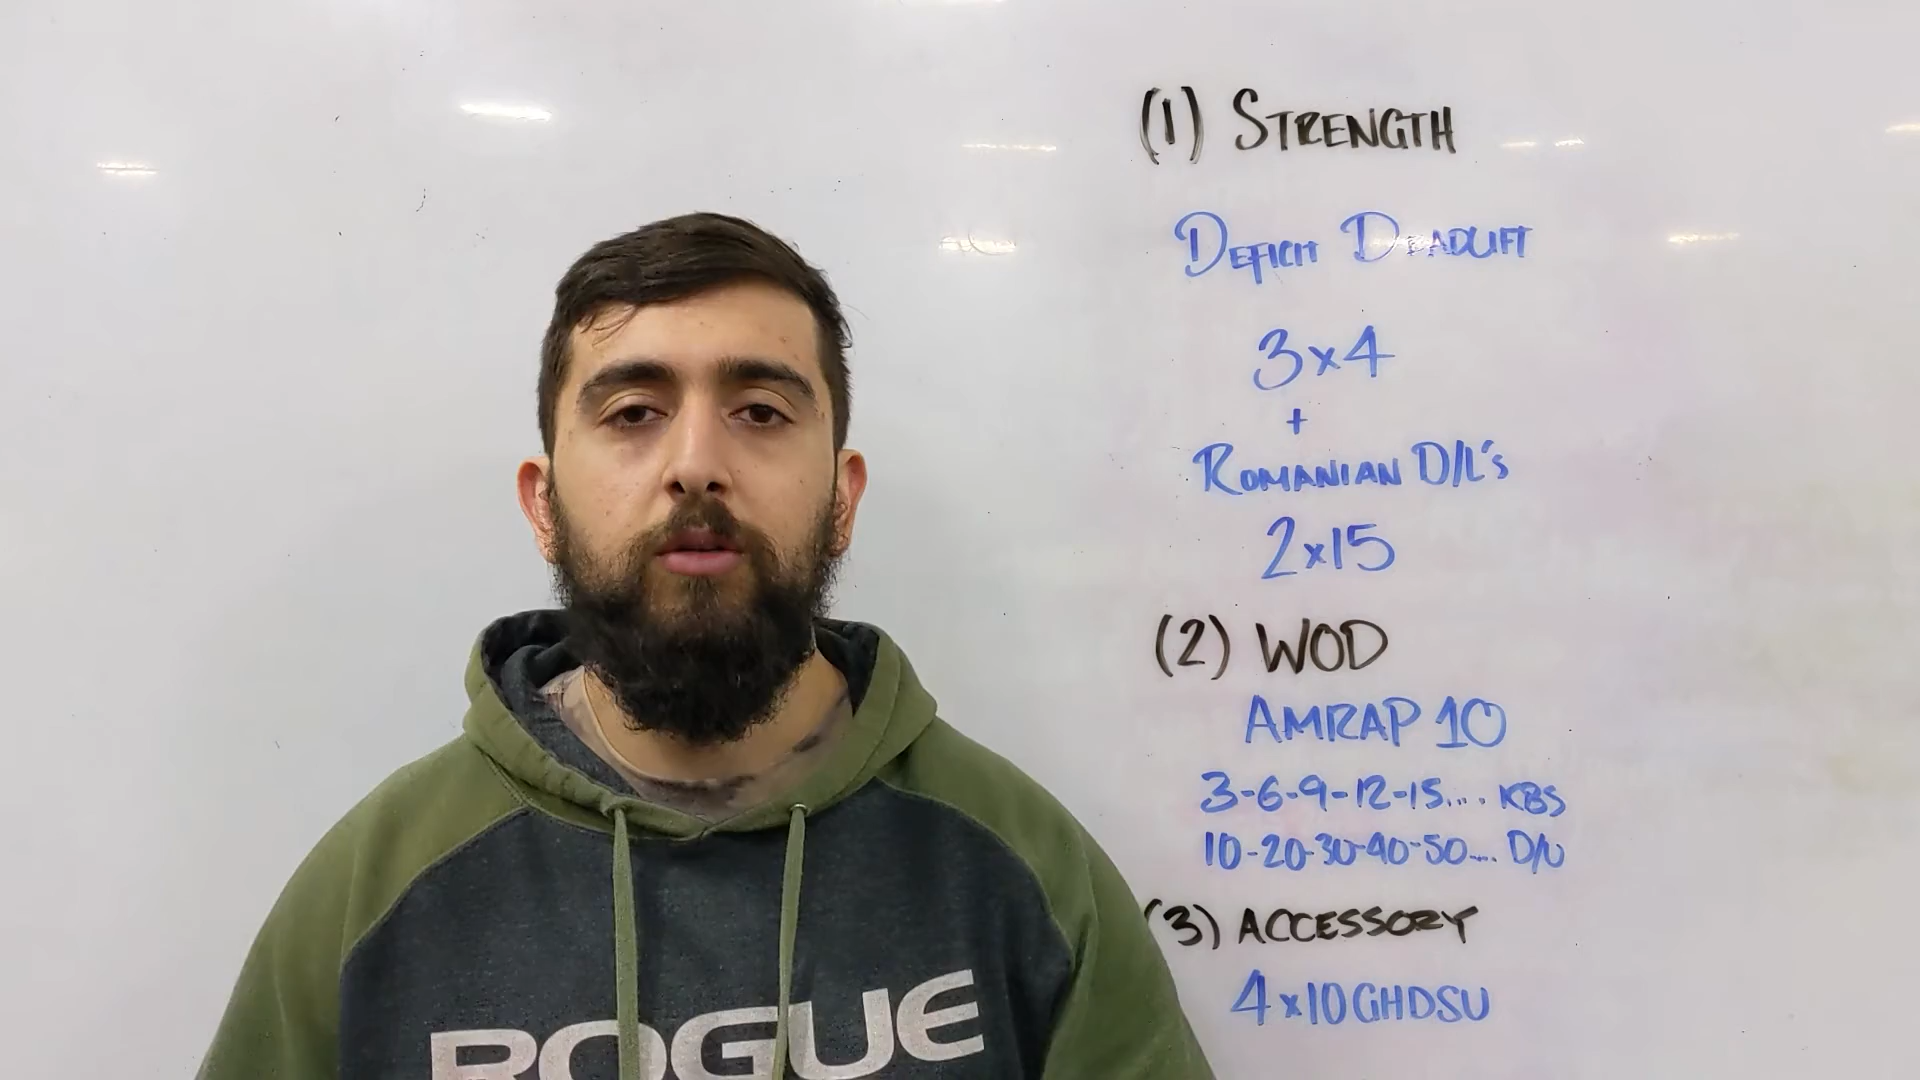 (1) STRENGTH
DEFICIT DEADLIFT
3x4
+
ROMANIAN D/L's
2x15
(2) WOD
AMRAP 10
3-6-9-12-15.... KBS
10-20-30-40-50.... D/U
(3) ACCESSORY
4x10 GHDSU
ROGUE